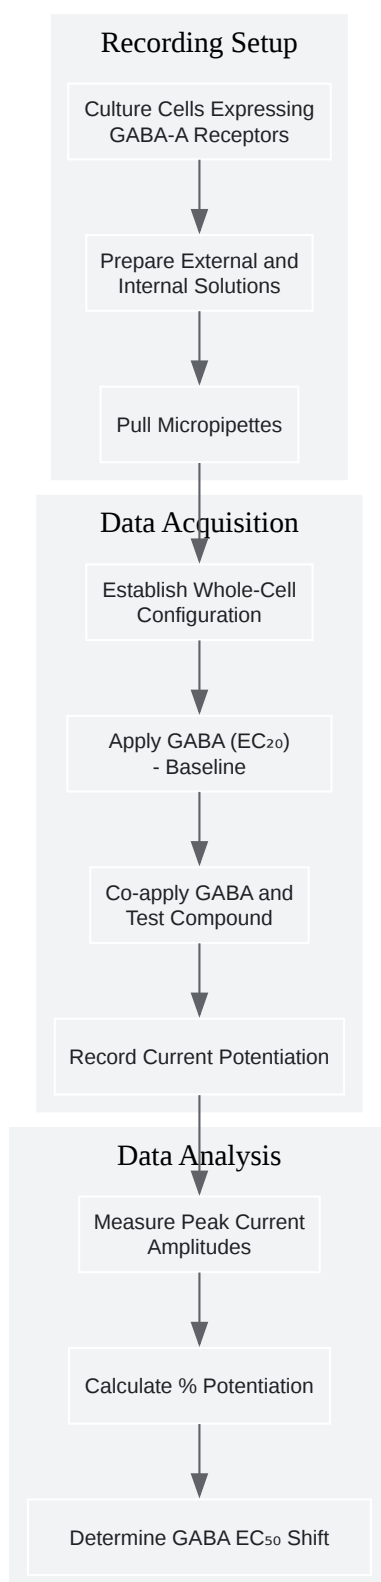 Recording Setup
Culture Cells Expressing
GABA-A Receptors
Prepare External and
Internal Solutions
Pull Micropipettes
Data Acquisition
Establish Whole-Cell
Configuration
Apply GABA (EC₂₀)
- Baseline
Co-apply GABA and
Test Compound
Record Current Potentiation
Data Analysis
Measure Peak Current
Amplitudes
Calculate % Potentiation
Determine GABA EC₅₀ Shift